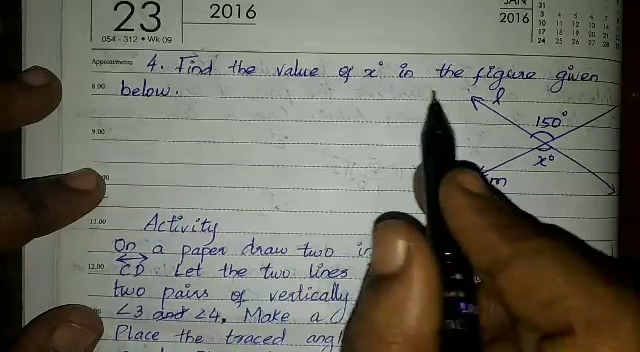 23
2016
054 - 312 • Wk 09
JAN
2016
31
3 4 5 6 7
10 11 12 13 14
17 18 19 20 21
24 25 26 27 28
Appointments
4. Find the value of x° in the figure given
8.00
below.
l
150°
9.00
x°
m
11.00
Activity
On a paper draw two in
12.00
CD. Let the two lines
two pairs of vertically
∠3 and ∠4. Make a
Place the traced angl